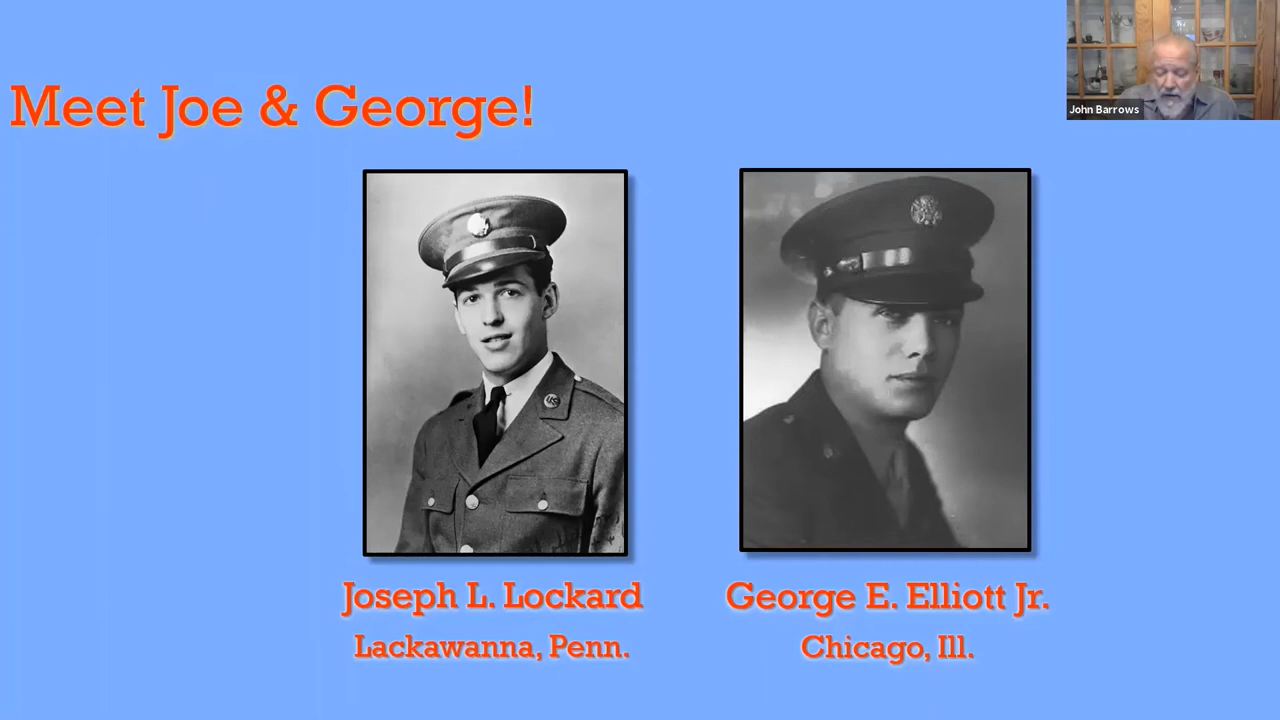 Meet Joe & George!
John Barrows
Joseph L. Lockard
Lackawanna, Penn.
George E. Elliott Jr.
Chicago, Ill.